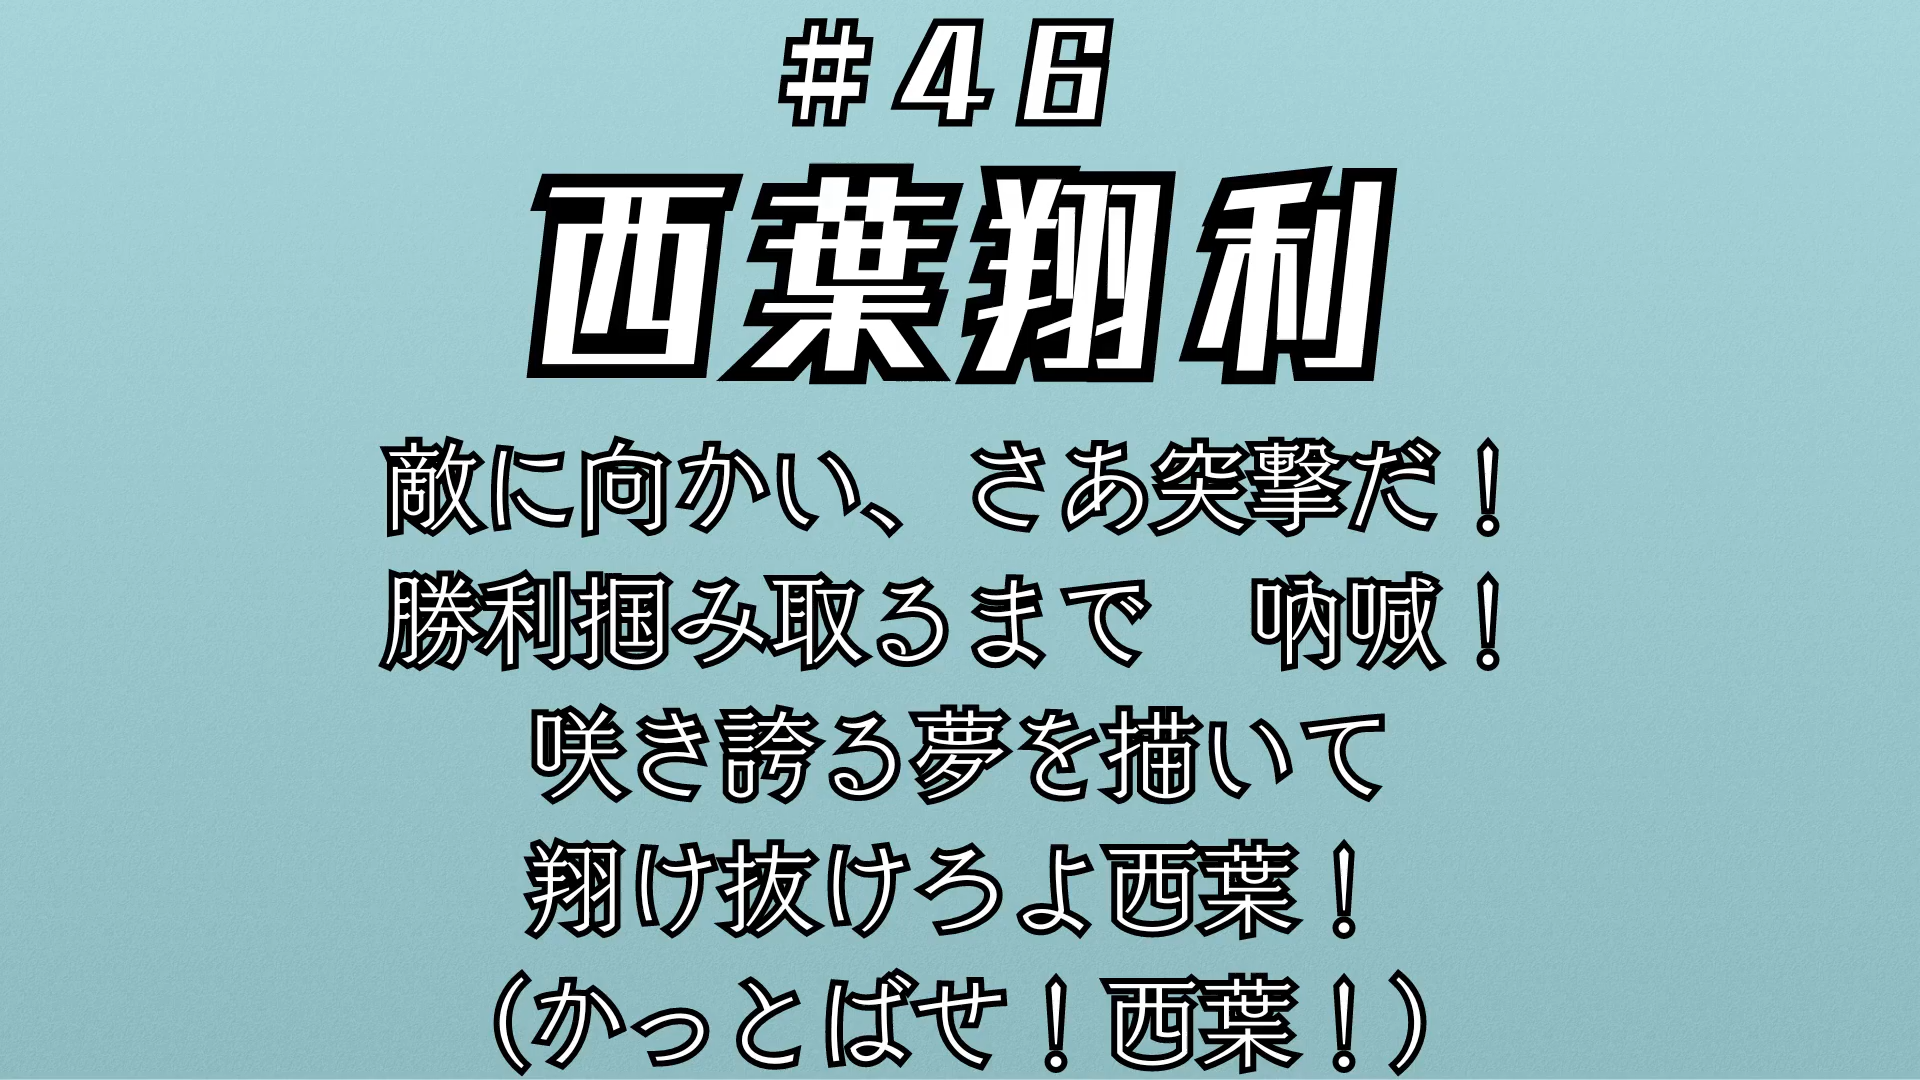 #46
西葉翔利
敵に向かい、さあ突撃だ！
勝利掴み取るまで　吶喊！
咲き誇る夢を描いて
翔け抜けろよ西葉！
（かっとばせ！西葉！）